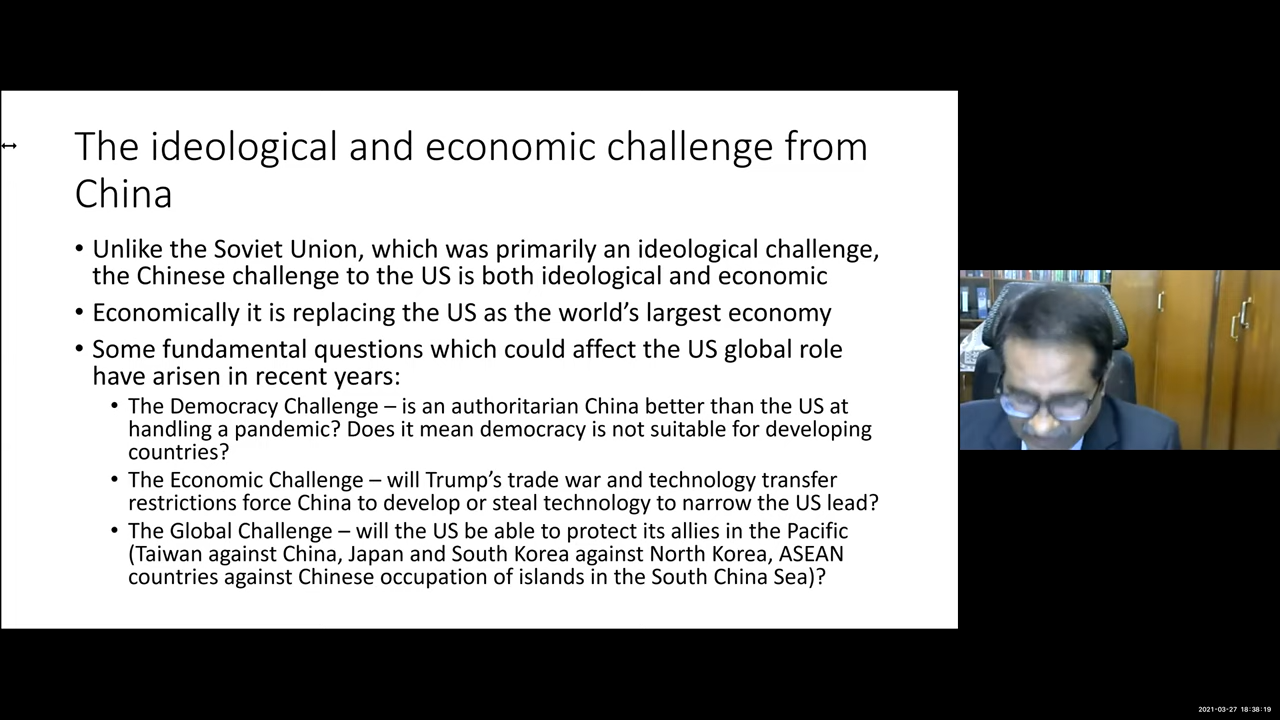 The ideological and economic challenge from
China
• Unlike the Soviet Union, which was primarily an ideological challenge,
the Chinese challenge to the US is both ideological and economic
• Economically it is replacing the US as the world’s largest economy
• Some fundamental questions which could affect the US global role
have arisen in recent years:
• The Democracy Challenge – is an authoritarian China better than the US at
handling a pandemic? Does it mean democracy is not suitable for developing
countries?
• The Economic Challenge – will Trump’s trade war and technology transfer
restrictions force China to develop or steal technology to narrow the US lead?
• The Global Challenge – will the US be able to protect its allies in the Pacific
(Taiwan against China, Japan and South Korea against North Korea, ASEAN
countries against Chinese occupation of islands in the South China Sea)?
2021-03-27 18:38:19